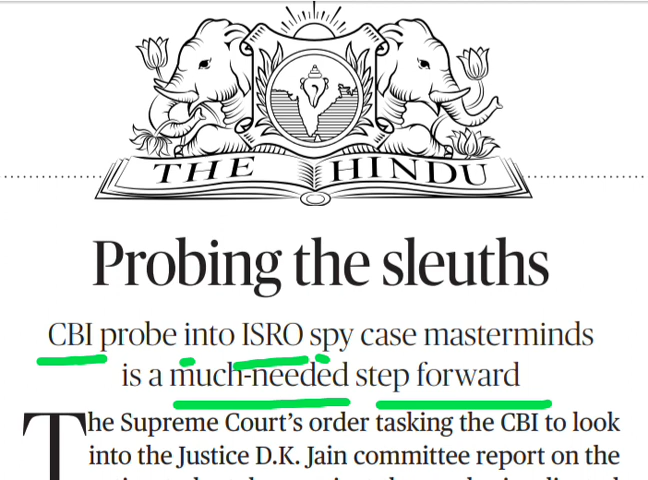 THE HINDU
Probing the sleuths
CBI probe into ISRO spy case masterminds
is a much-needed step forward
The Supreme Court's order tasking the CBI to look
into the Justice D.K. Jain committee report on the